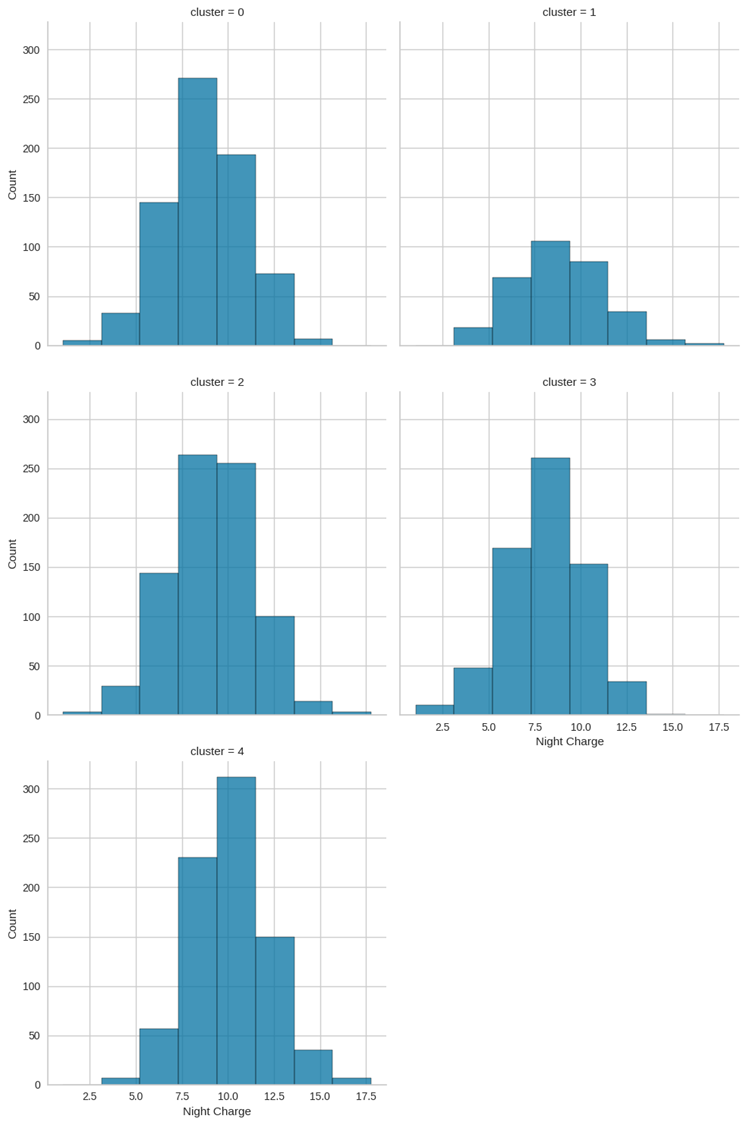 cluster = 0
cluster = 1
300
250
200
150
100
50
0
Count
cluster = 2
cluster = 3
300
250
200
150
100
50
0
Count
2.5 5.0 7.5 10.0 12.5 15.0 17.5
Night Charge
cluster = 4
300
250
200
150
100
50
0
Count
2.5 5.0 7.5 10.0 12.5 15.0 17.5
Night Charge